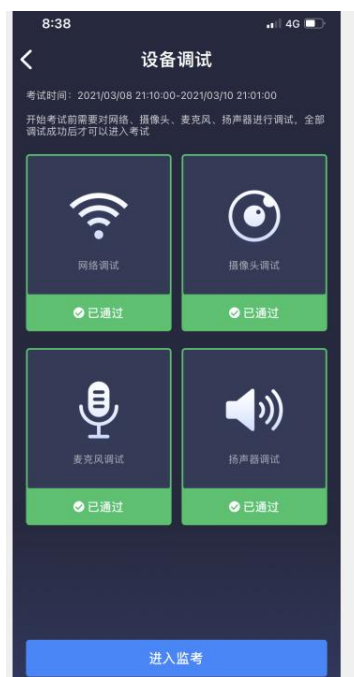 8:38
4G
设备调试
考试时间：2021/03/08 21:10:00-2021/03/10 21:01:00
开始考试前需要对网络、摄像头、麦克风、扬声器进行调试，全部
调试成功后才可以进入考试
网络调试
摄像头调试
已通过
已通过
麦克风调试
扬声器调试
已通过
已通过
进入监考